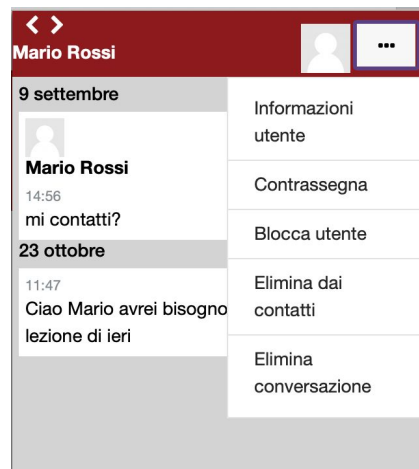 Mario Rossi
9 settembre
Mario Rossi
14:56
mi contatti?
23 ottobre
11:47
Ciao Mario avrei bisogno
lezione di ieri
Informazioni
utente
Contrassegna
Blocca utente
Elimina dai
contatti
Elimina
conversazione